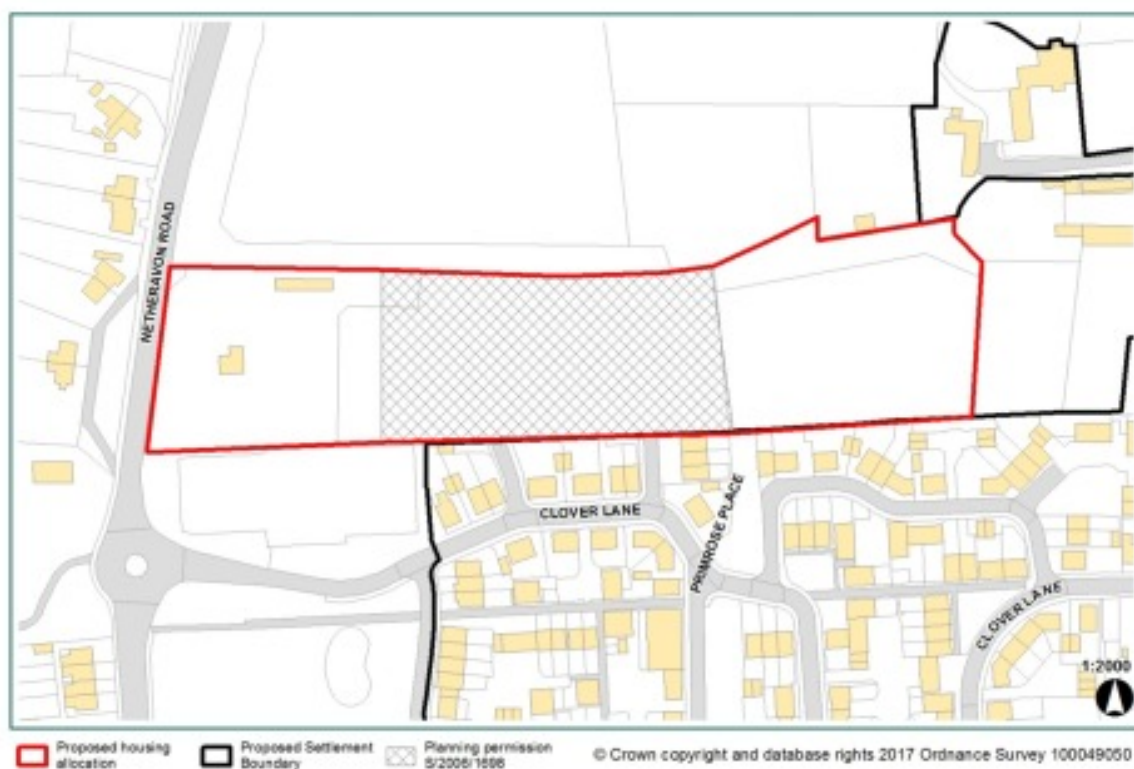 NETHERAVON ROAD
CLOVER LANE
PRIMROSE PLACE
CLOVER LANE
1:2000
Proposed housing
allocation
Proposed Settlement
Boundary
Planning permission
S/2006/1698
© Crown copyright and database rights 2017 Ordnance Survey 100049050